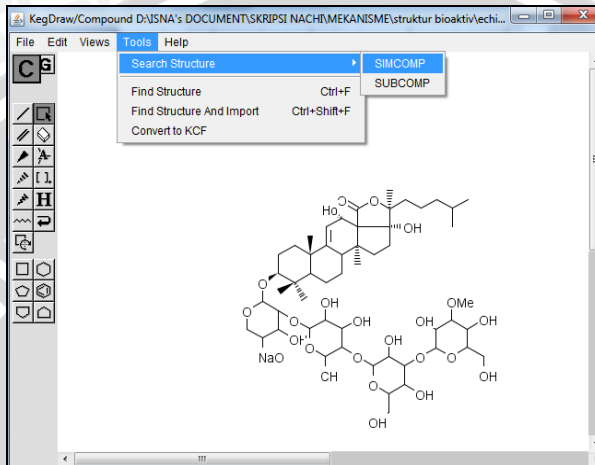 KegDraw/Compound D:\ISNA's DOCUMENT\SKRIPSI NACHI\MEKANISME\struktur bioaktiv\echi...
File Edit Views Tools Help
C G
Search Structure
SIMCOMP
SUBCOMP
Find Structure Ctrl+F
Find Structure And Import Ctrl+Shift+F
Convert to KCF
A
[ ].
H
O O
Ho
OH
O
O
OH
OMe
O
OH
OH
OH
OH
O
O
O
O
NaO
CH
OH
O
OH
OH
OH